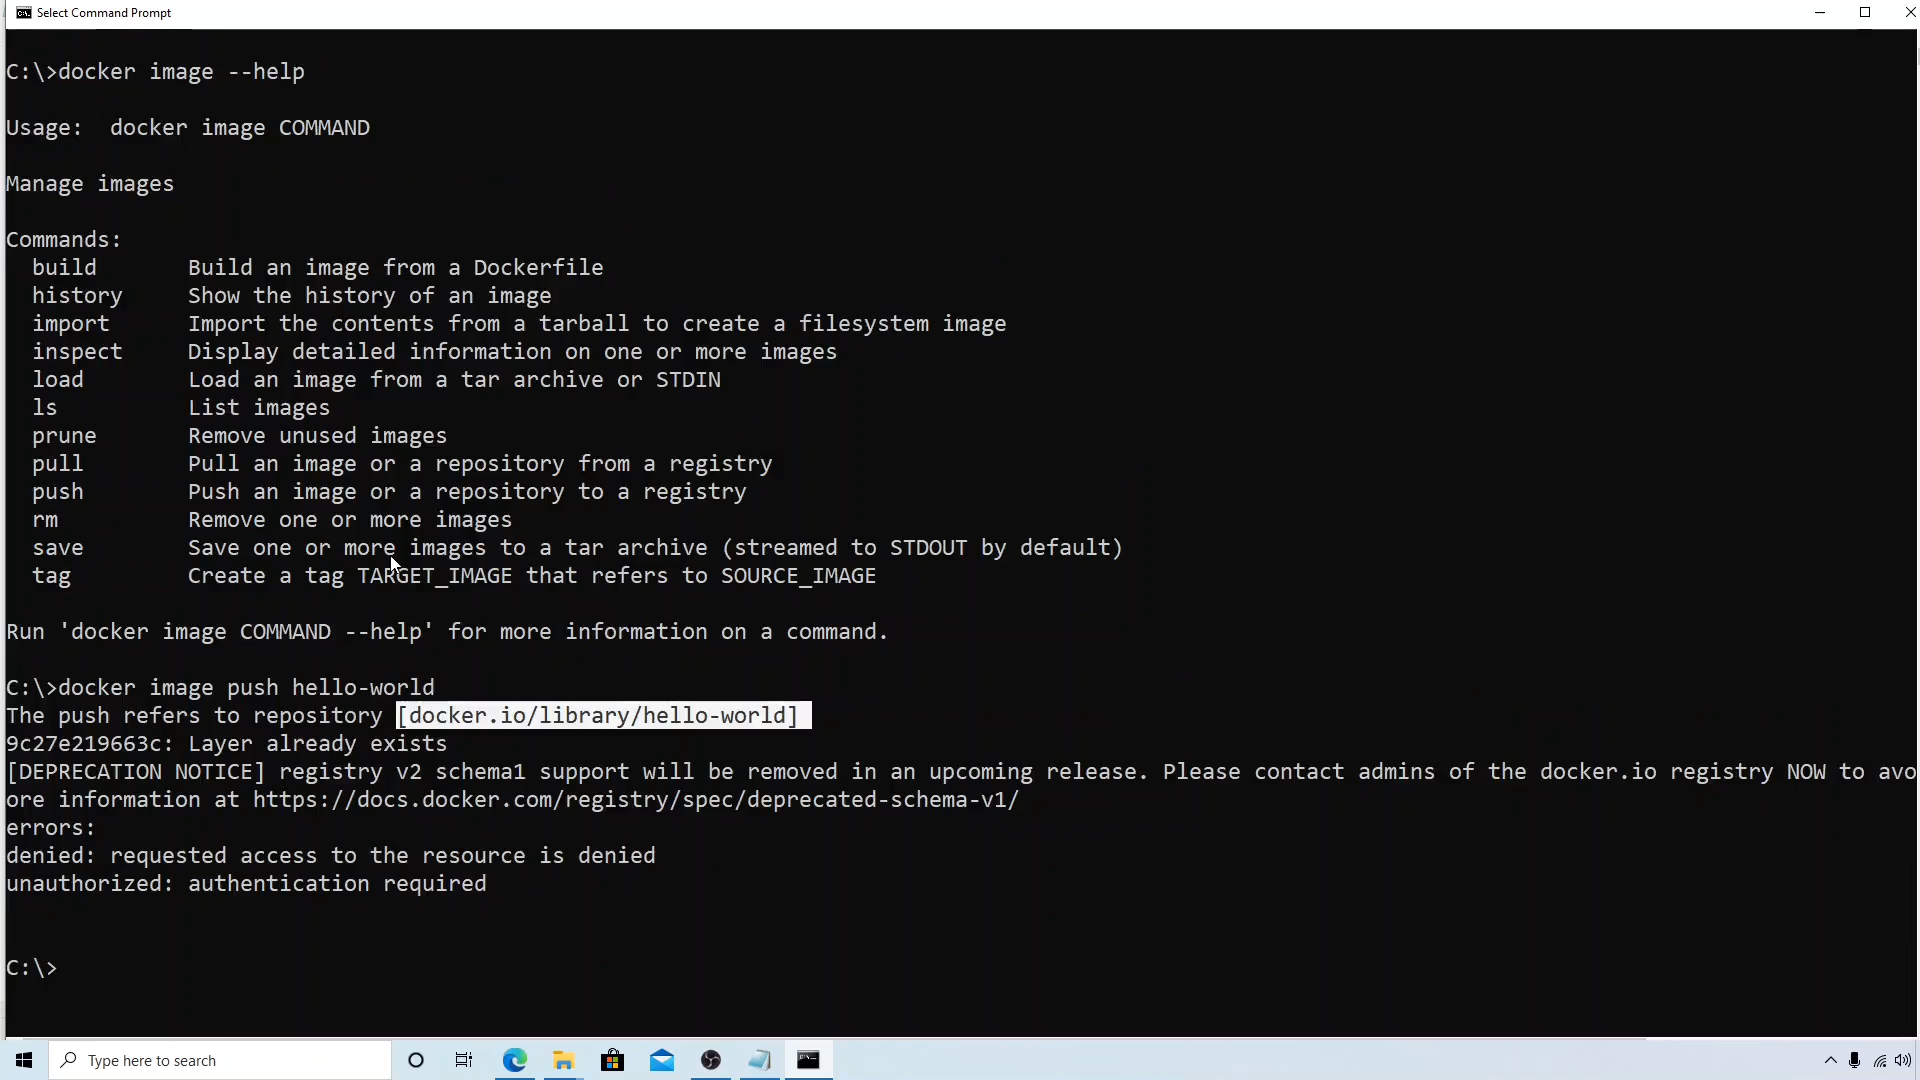 Select Command Prompt
C:\>docker image --help
Usage:  docker image COMMAND
Manage images
Commands:
  build       Build an image from a Dockerfile
  history     Show the history of an image
  import      Import the contents from a tarball to create a filesystem image
  inspect     Display detailed information on one or more images
  load        Load an image from a tar archive or STDIN
  ls          List images
  prune       Remove unused images
  pull        Pull an image or a repository from a registry
  push        Push an image or a repository to a registry
  rm          Remove one or more images
  save        Save one or more images to a tar archive (streamed to STDOUT by default)
  tag         Create a tag TARGET_IMAGE that refers to SOURCE_IMAGE
Run 'docker image COMMAND --help' for more information on a command.
C:\>docker image push hello-world
The push refers to repository [docker.io/library/hello-world]
9c27e219663c: Layer already exists
[DEPRECATION NOTICE] registry v2 schema1 support will be removed in an upcoming release. Please contact admins of the docker.io registry NOW to avo
ore information at https://docs.docker.com/registry/spec/deprecated-schema-v1/
errors:
denied: requested access to the resource is denied
unauthorized: authentication required
C:\>
Type here to search